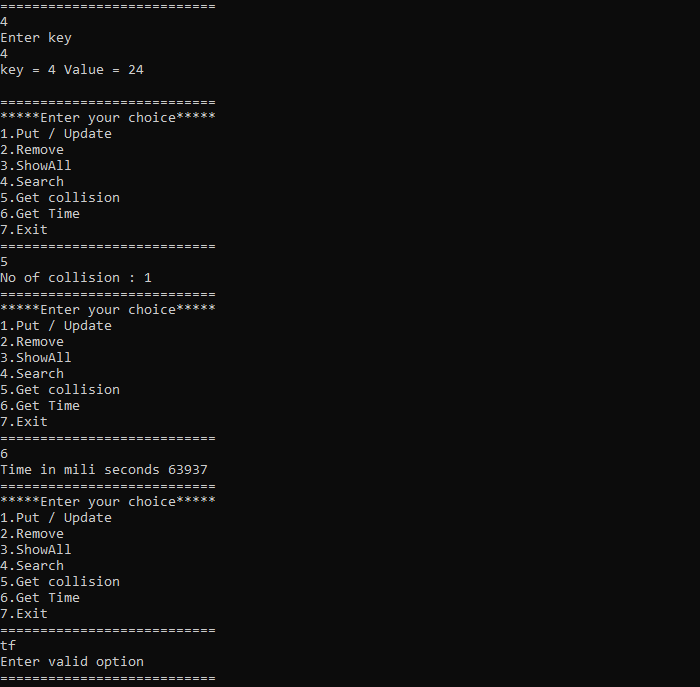 ===========================
4
Enter key
4
key = 4 Value = 24
===========================
*****Enter your choice*****
1.Put / Update
2.Remove
3.ShowAll
4.Search
5.Get collision
6.Get Time
7.Exit
===========================
5
No of collision : 1
===========================
*****Enter your choice*****
1.Put / Update
2.Remove
3.ShowAll
4.Search
5.Get collision
6.Get Time
7.Exit
===========================
6
Time in mili seconds 63937
===========================
*****Enter your choice*****
1.Put / Update
2.Remove
3.ShowAll
4.Search
5.Get collision
6.Get Time
7.Exit
===========================
tf
Enter valid option
===========================